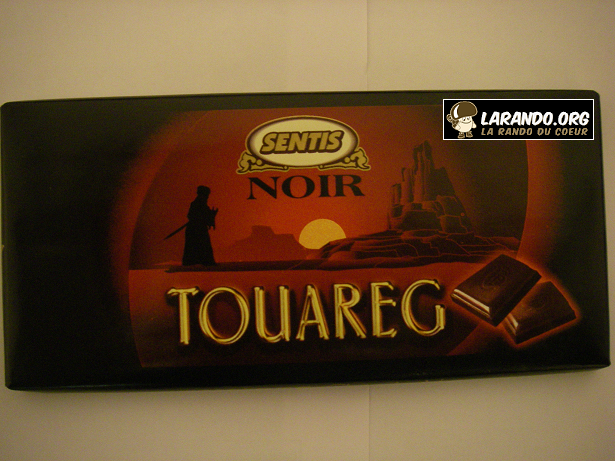 LARANDO.ORG
LA RANDO DU COEUR
SENTIS
NOIR
TOUAREG